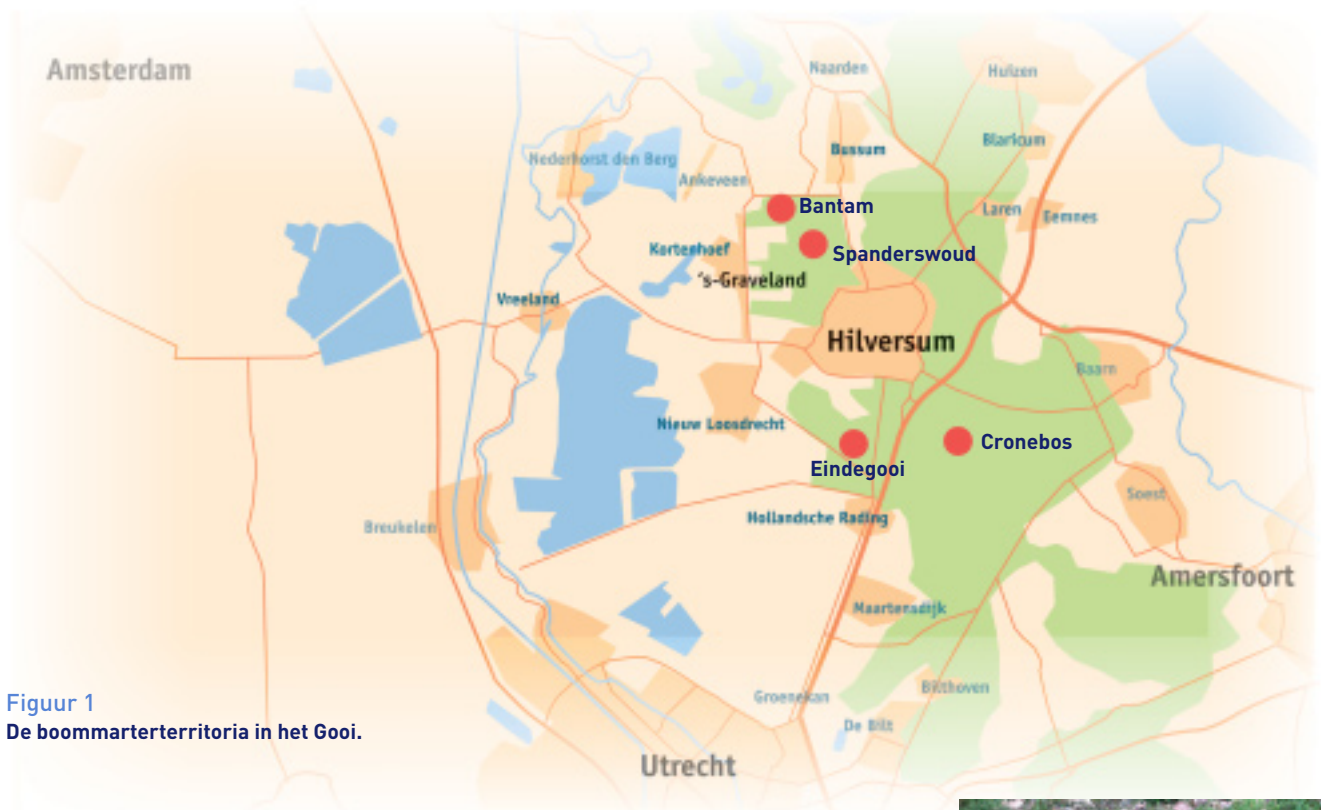 Amsterdam
Naarden
Huizen
Bussum
Blaricum
Nederhorst den Berg
Ankeveen
Bantam
Laren
Eemnes
Kortenhoef
Spanderswoud
's-Graveland
Vreeland
Hilversum
Baarn
Nieuw Loosdrecht
Cronebos
Eindegooi
Soest
Hollandsche Rading
Breukelen
Amersfoort
Maartensdijk
Bilthoven
Groenekan
De Bilt
Utrecht
Figuur 1
De boommarterterritoria in het Gooi.